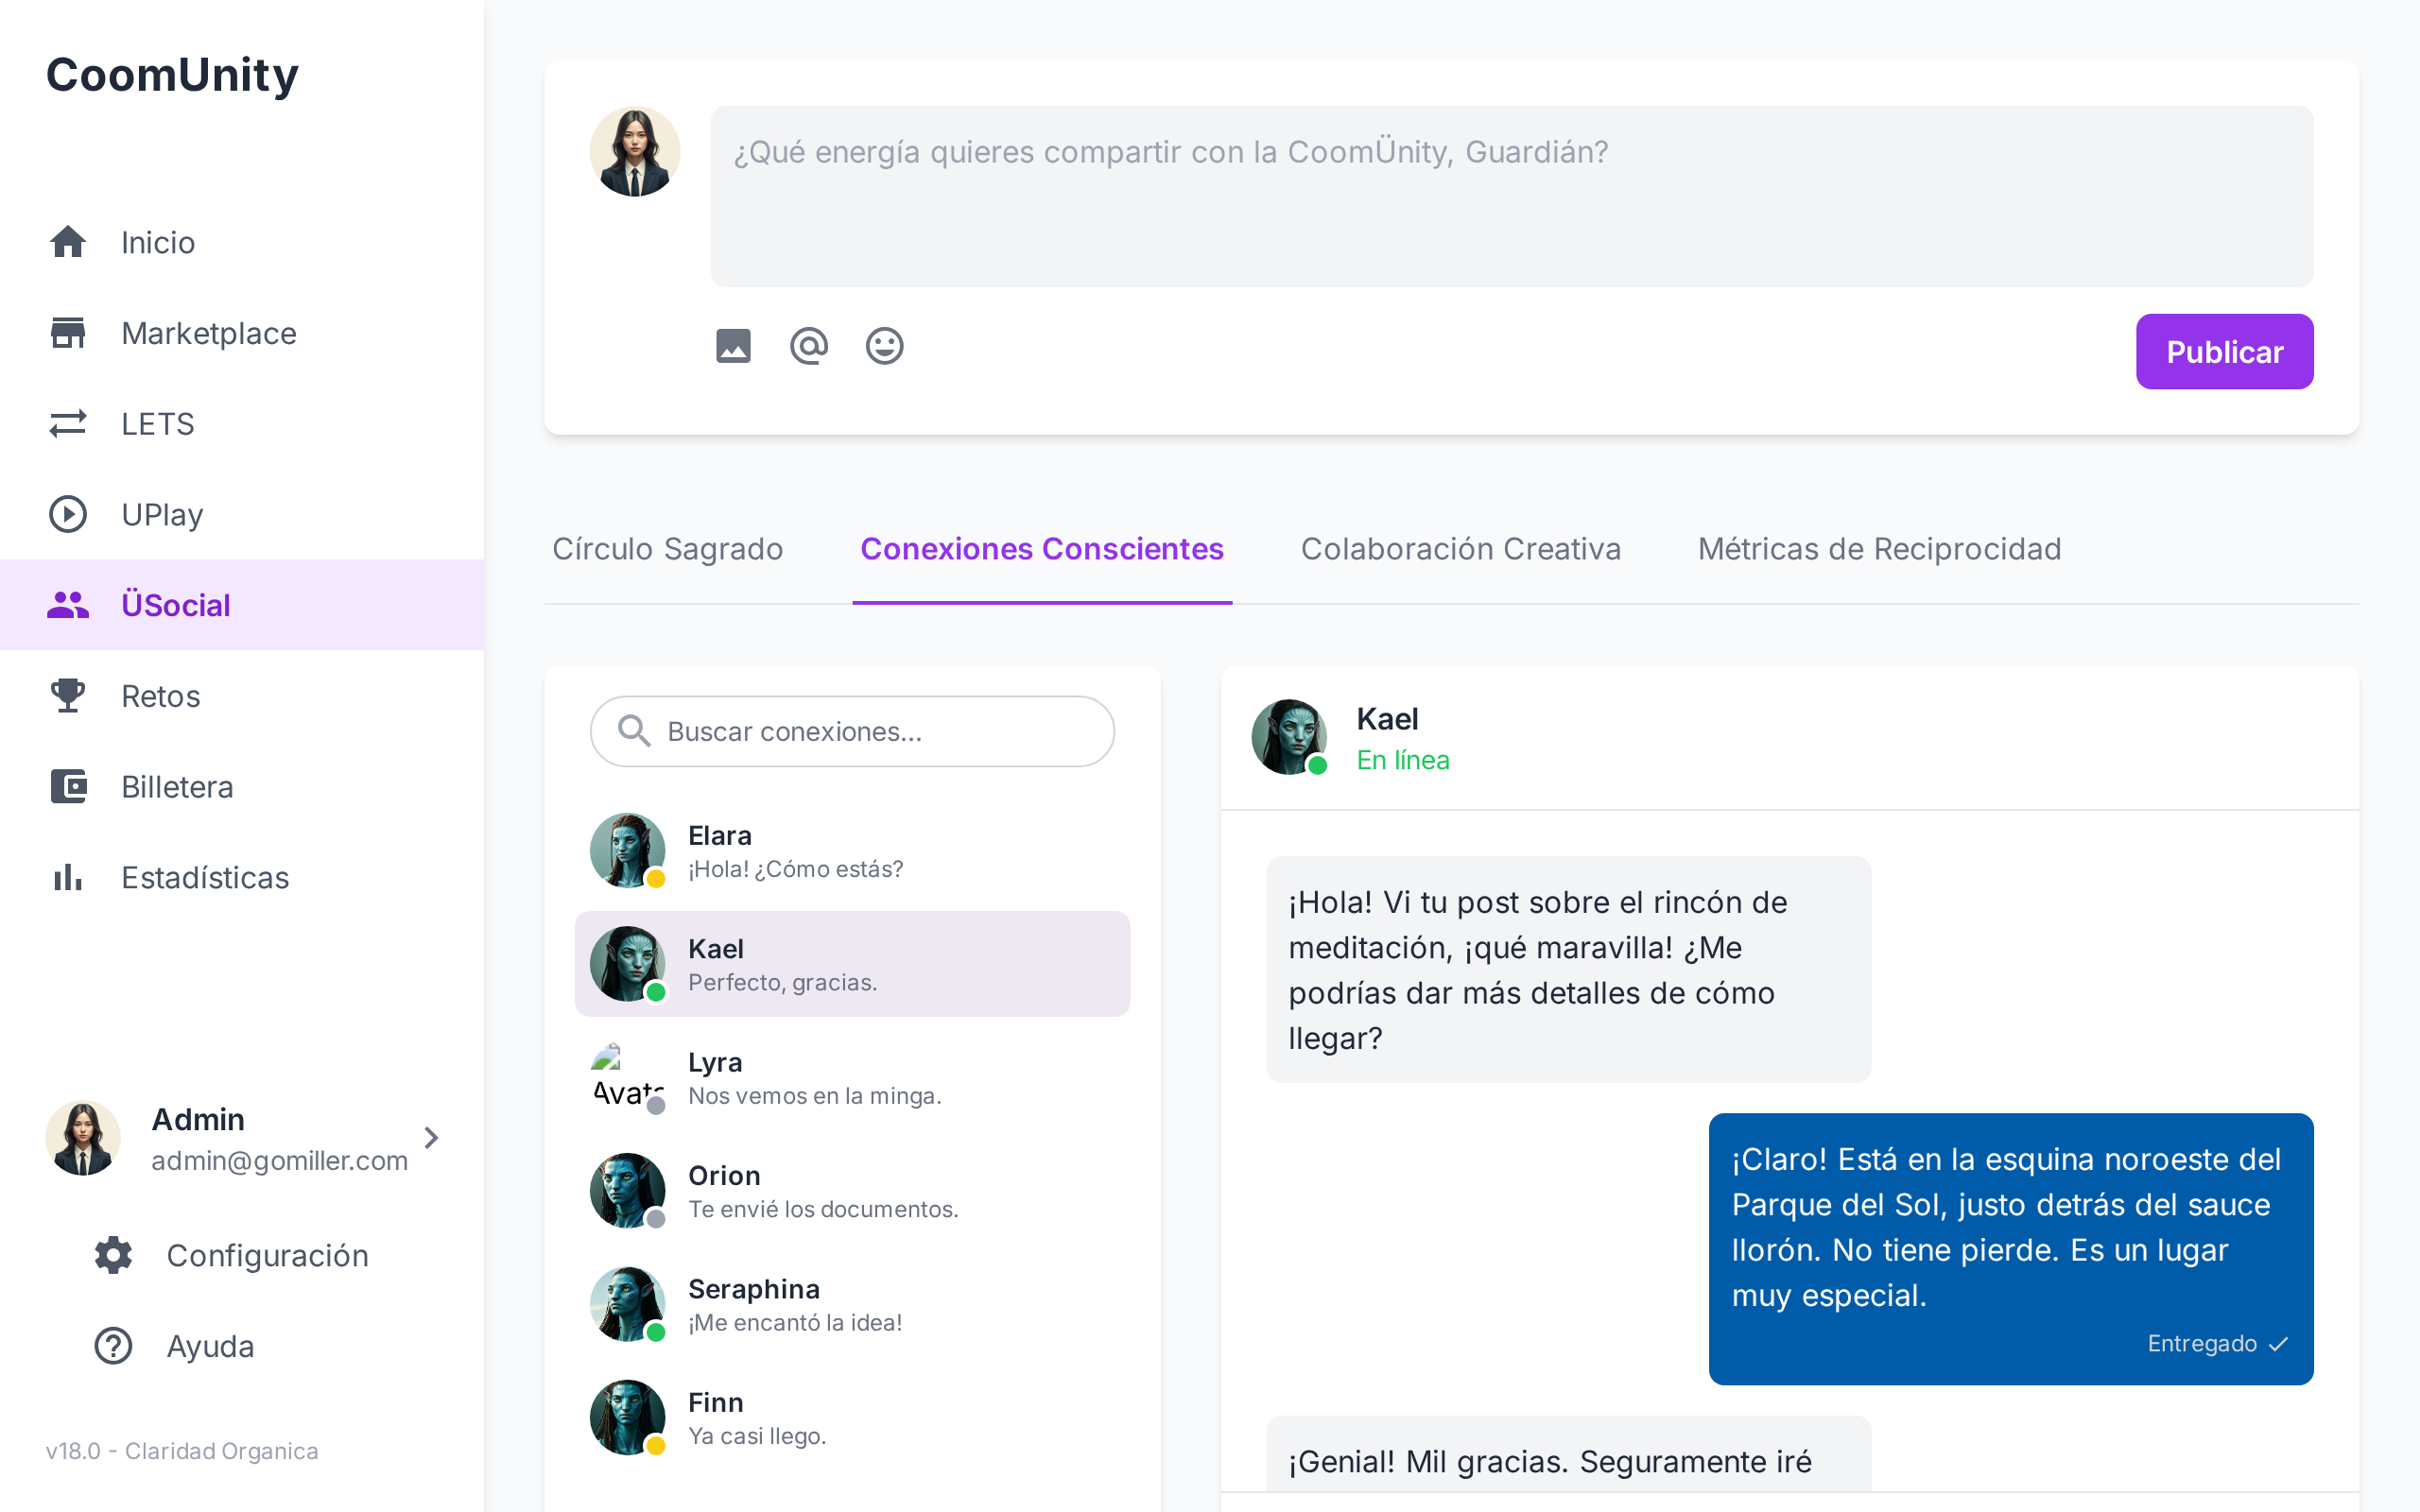 CoomUnity
Inicio
Marketplace
LETS
UPlay
ÜSocial
Retos
Billetera
Estadísticas
Admin
admin@gomiller.com
Configuración
Ayuda
v18.0 - Claridad Organica
¿Qué energía quieres compartir con la CoomÜnity, Guardián?
Publicar
Círculo Sagrado
Conexiones Conscientes
Colaboración Creativa
Métricas de Reciprocidad
Buscar conexiones...
Elara
¡Hola! ¿Cómo estás?
Kael
Perfecto, gracias.
Lyra
Nos vemos en la minga.
Orion
Te envié los documentos.
Seraphina
¡Me encantó la idea!
Finn
Ya casi llego.
Kael
En línea
¡Hola! Vi tu post sobre el rincón de
meditación, ¡qué maravilla! ¿Me
podrías dar más detalles de cómo
llegar?
¡Claro! Está en la esquina noroeste del
Parque del Sol, justo detrás del sauce
llorón. No tiene pierde. Es un lugar
muy especial.
Entregado
¡Genial! Mil gracias. Seguramente iré